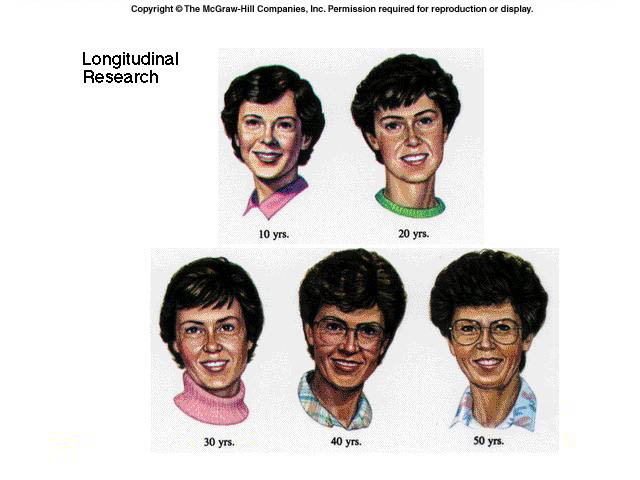 Copyright © The McGraw-Hill Companies, Inc. Permission required for reproduction or display.
Longitudinal
Research
10 yrs.
20 yrs.
30 yrs.
40 yrs.
50 yrs.